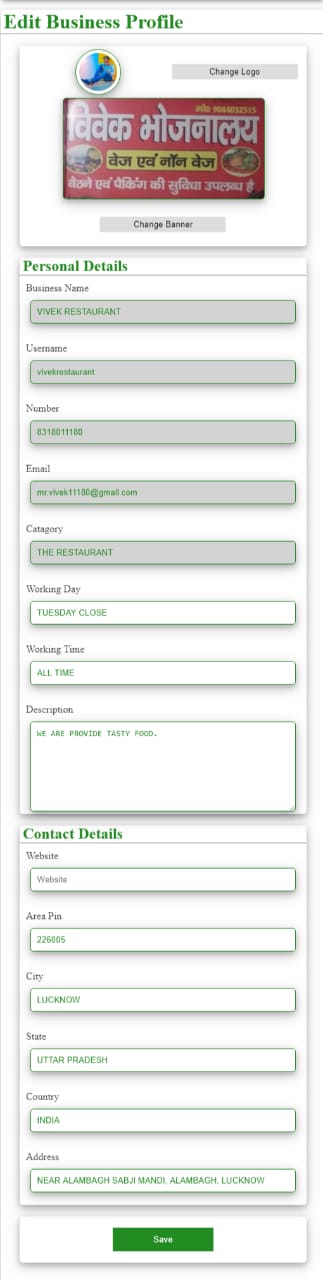 Edit Business Profile
Change Logo
मो० 9044032515
विवेक भोजनालय
वेज एवं नॉन वेज
बैठने एवं पैकिंग की सुविधा उपलब्ध है
Change Banner
Personal Details
Business Name
VIVEK RESTAURANT
Username
vivekrestaurant
Number
8318011180
Email
mr.vivek11180@gmail.com
Catagory
THE RESTAURANT
Working Day
TUESDAY CLOSE
Working Time
ALL TIME
Description
WE ARE PROVIDE TASTY FOOD.
Contact Details
Website
Website
Area Pin
226005
City
LUCKNOW
State
UTTAR PRADESH
Country
INDIA
Address
NEAR ALAMBAGH SABJI MANDI, ALAMBAGH, LUCKNOW
Save